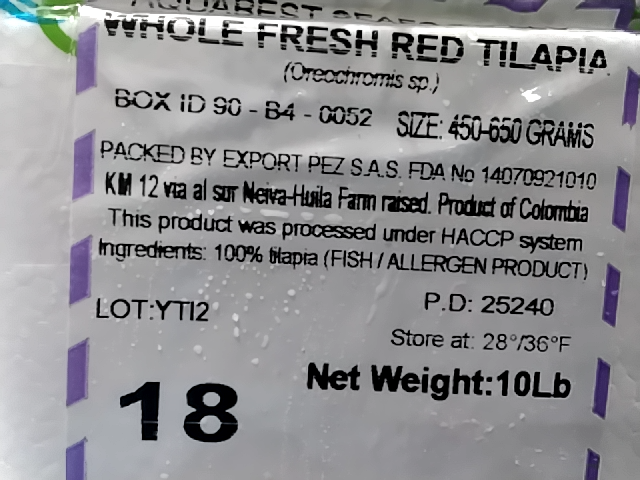 AQUABEST SEAFOOD
WHOLE FRESH RED TILAPIA
(Oreochromis sp.)
BOX ID 90 - B4 - 0052
SIZE: 450-650 GRAMS
PACKED BY EXPORT PEZ S.A.S. FDA No 14070921010
KM 12 via al sur Neiva-Huila Farm raised. Product of Colombia
This product was processed under HACCP system
Ingredients: 100% tilapia (FISH / ALLERGEN PRODUCT)
LOT:YTI2
P.D: 25240
Store at: 28°/36°F
Net Weight:10Lb
18